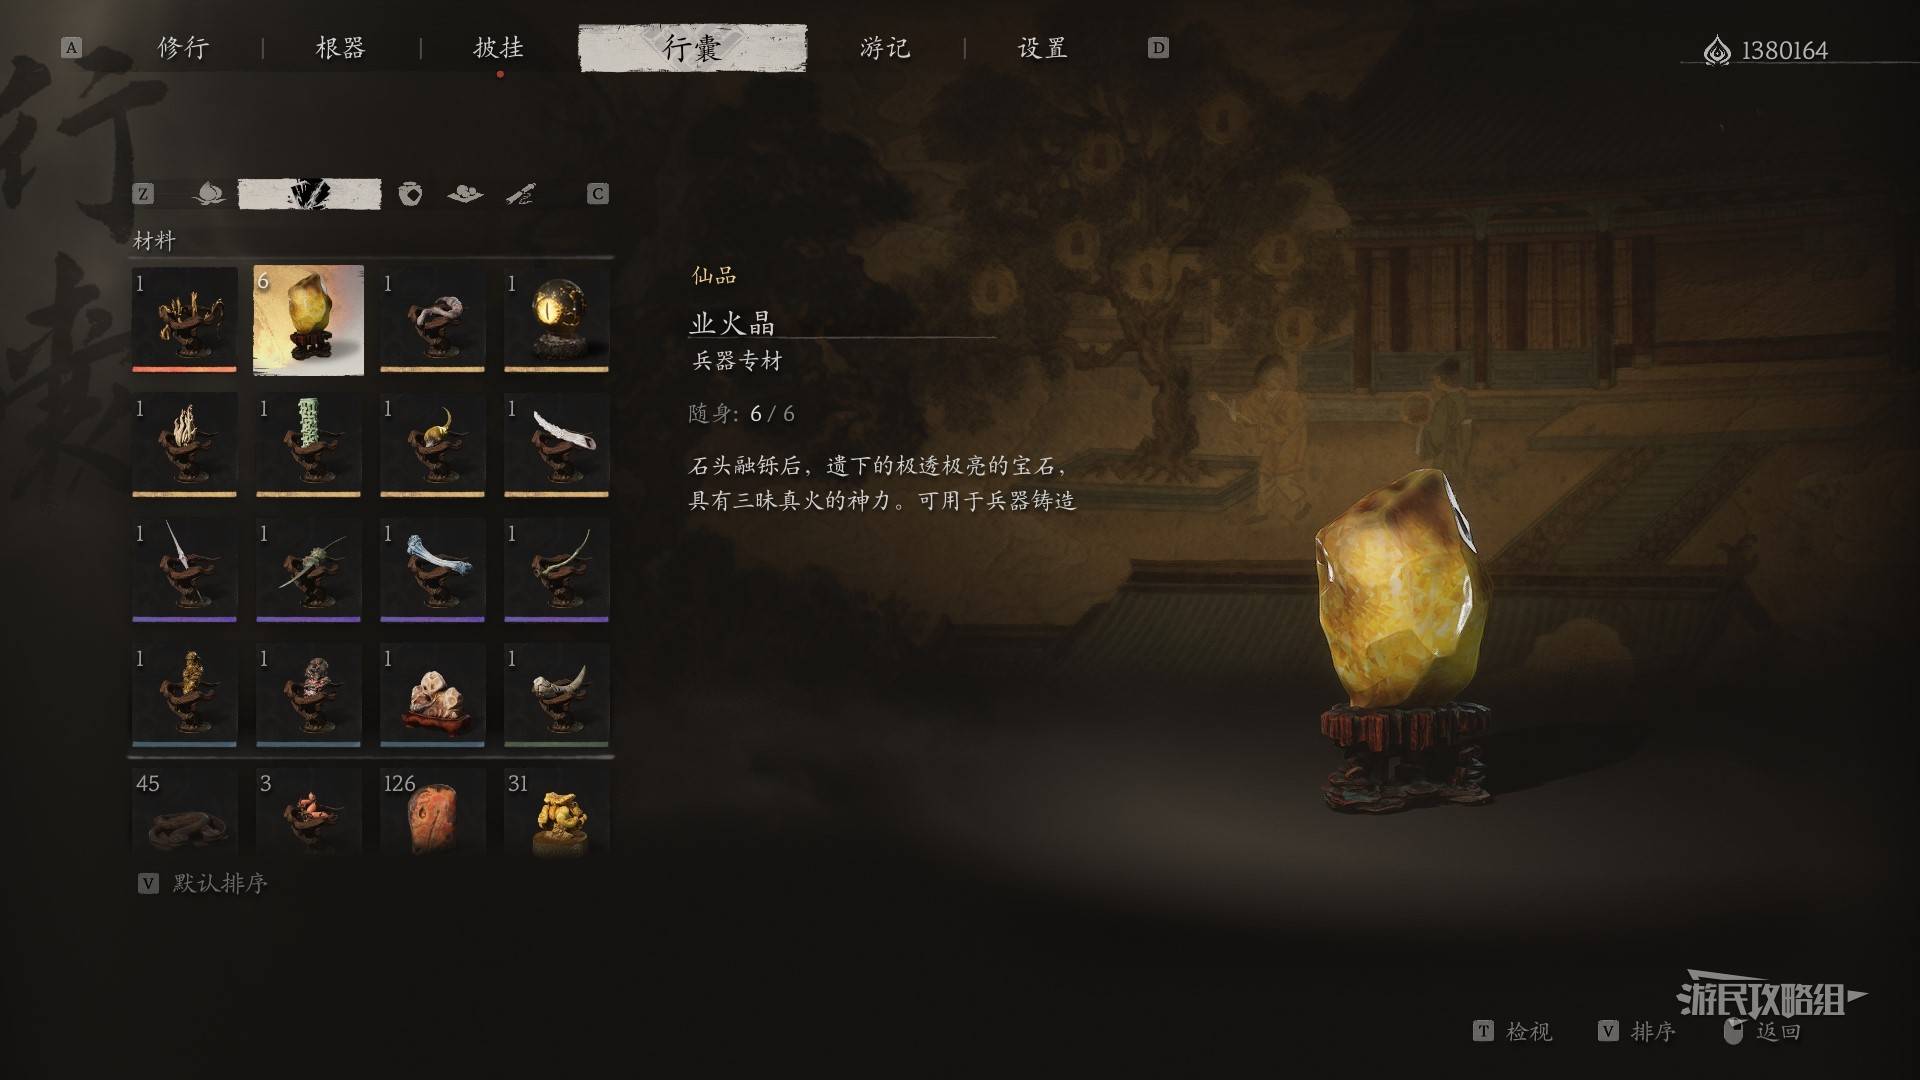 A 修行 | 根器 | 披挂 行囊 游记 | 设置 D 1380164
行囊
Z C
材料
1 6 1 1
1 1 1 1
1 1 1 1
1 1 1 1
45 3 126 31
V 默认排序
仙品
业火晶
兵器专材
随身: 6 / 6
石头融铄后，遗下的极透极亮的宝石，
具有三昧真火的神力。可用于兵器铸造
游民攻略组
T 检视 V 排序 返回